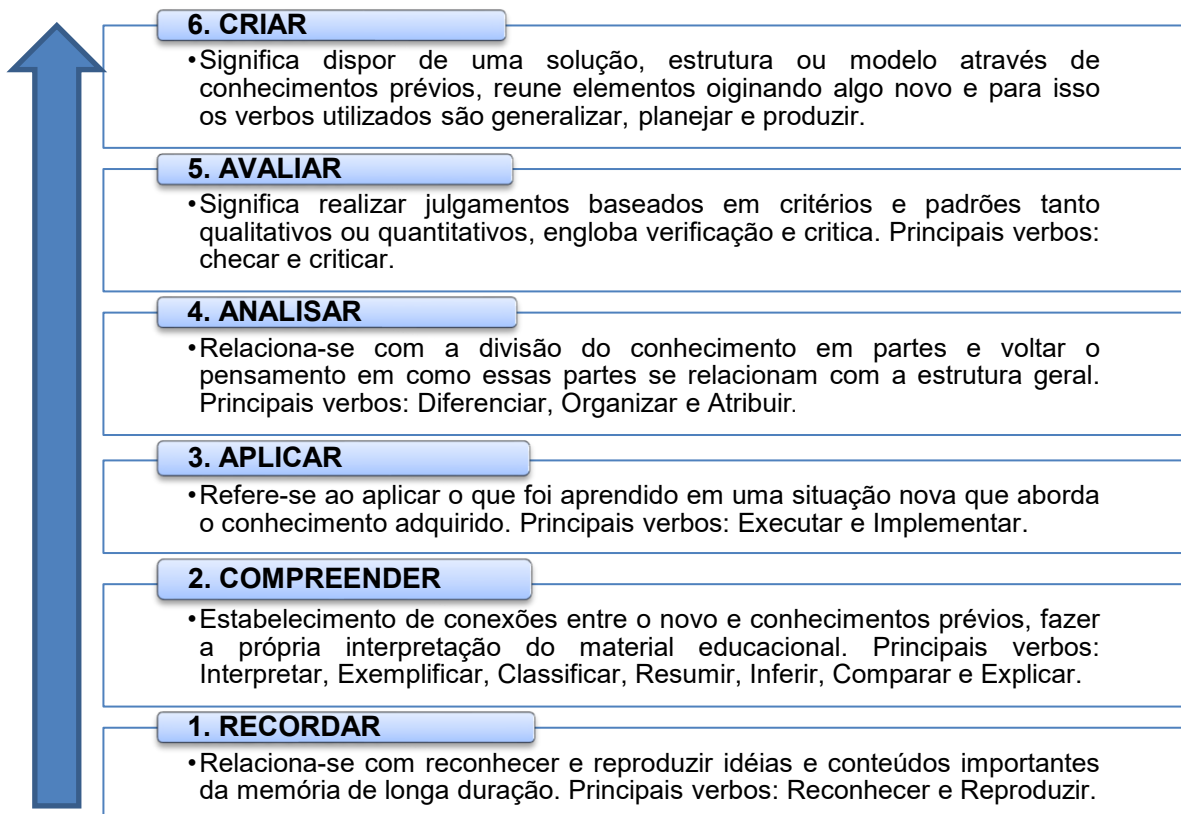 6. CRIAR
•Significa dispor de uma solução, estrutura ou modelo através de
conhecimentos prévios, reune elementos oiginando algo novo e para isso
os verbos utilizados são generalizar, planejar e produzir.
5. AVALIAR
•Significa realizar julgamentos baseados em critérios e padrões tanto
qualitativos ou quantitativos, engloba verificação e critica. Principais verbos:
checar e criticar.
4. ANALISAR
•Relaciona-se com a divisão do conhecimento em partes e voltar o
pensamento em como essas partes se relacionam com a estrutura geral.
Principais verbos: Diferenciar, Organizar e Atribuir.
3. APLICAR
•Refere-se ao aplicar o que foi aprendido em uma situação nova que aborda
o conhecimento adquirido. Principais verbos: Executar e Implementar.
2. COMPREENDER
•Estabelecimento de conexões entre o novo e conhecimentos prévios, fazer
a própria interpretação do material educacional. Principais verbos:
Interpretar, Exemplificar, Classificar, Resumir, Inferir, Comparar e Explicar.
1. RECORDAR
•Relaciona-se com reconhecer e reproduzir idéias e conteúdos importantes
da memória de longa duração. Principais verbos: Reconhecer e Reproduzir.